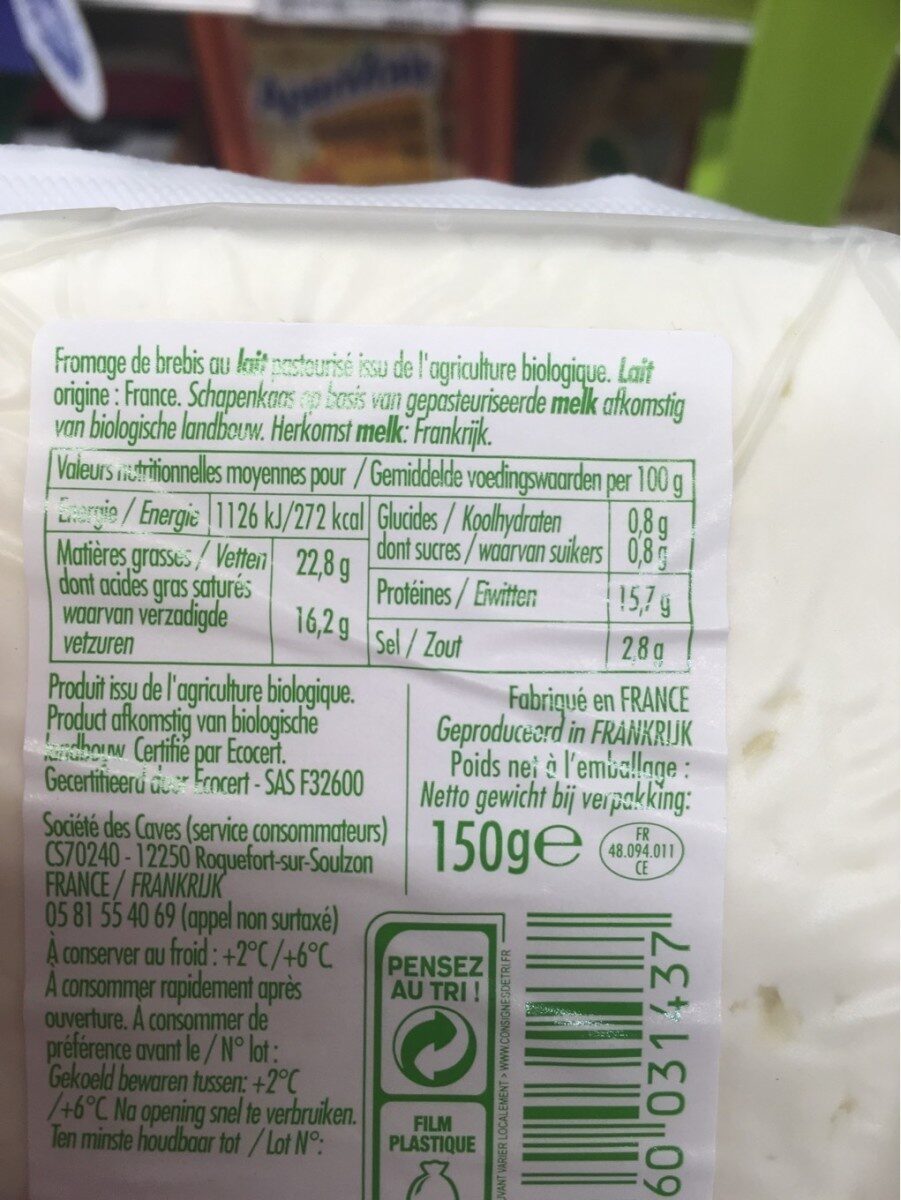 Fromage de brebis au lait pasteurisé issu de l'agriculture biologique. Lait
origine : France. Schapenkaas op basis van gepasteuriseerde melk afkomstig
van biologische landbouw. Herkomst melk: Frankrijk.
Valeurs nutritionnelles moyennes pour / Gemiddelde voedingswaarden per 100 g
Energie / Energie 1126 kJ/272 kcal
Matières grasses / Vetten 22,8 g
dont acides gras saturés
waarvan verzadigde 16,2 g
vetzuren
Glucides / Koolhydraten 0,8 g
dont sucres / waarvan suikers 0,8 g
Protéines / Eiwitten 15,7 g
Sel / Zout 2,8 g
Produit issu de l'agriculture biologique.
Product afkomstig van biologische
landbouw. Certifié par Ecocert.
Gecertifieerd door Ecocert - SAS F32600
Société des Caves (service consommateurs)
CS70240 - 12250 Roquefort-sur-Soulzon
FRANCE / FRANKRIJK
05 81 55 40 69 (appel non surtaxé)
À conserver au froid : +2°C/+6°C
À consommer rapidement après
ouverture. À consommer de
préférence avant le / N° lot :
Gekoeld bewaren tussen: +2°C
/+6°C. Na opening snel te verbruiken.
Ten minste houdbaar tot / Lot N°:
Fabriqué en FRANCE
Geproduceerd in FRANKRIJK
Poids net à l'emballage :
Netto gewicht bij verpakking:
150g℮
FR
48.094.011
CE
PENSEZ
AU TRI !
FILM
PLASTIQUE
VANT VARIER LOCALEMENT > WWW.CONSIGNESDETRI.FR
60 031437